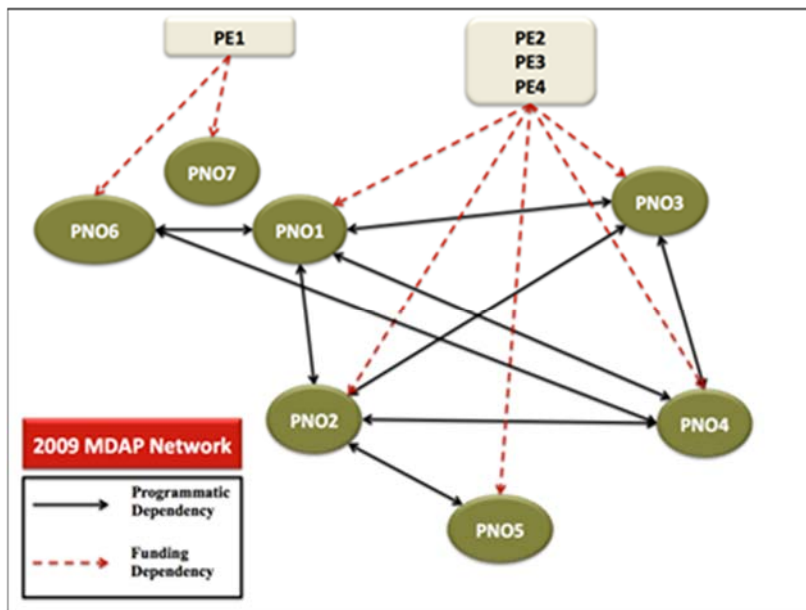 PE1
PE2
PE3
PE4
PNO7
PNO3
PNO6
PNO1
PNO2
PNO4
2009 MDAP Network
Programmatic
Dependency
PNO5
Funding
Dependency